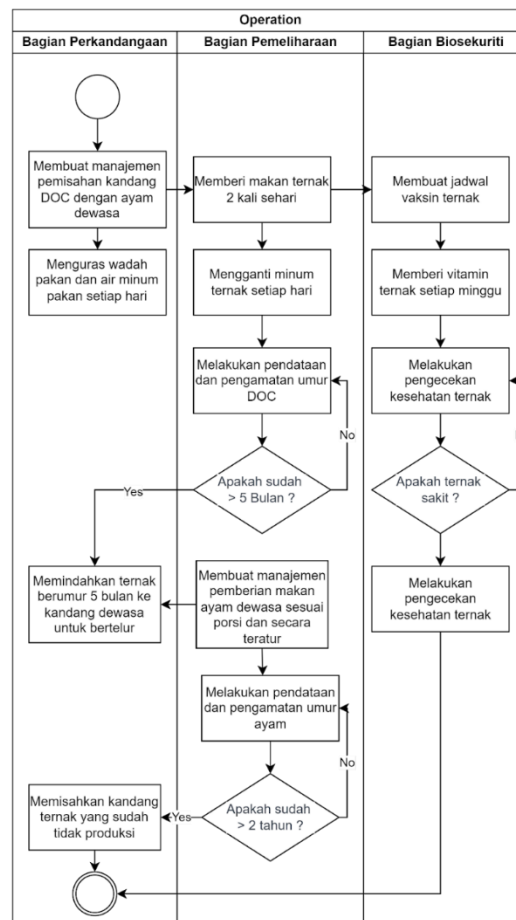 Operation
Bagian Perkandangaan
Bagian Pemeliharaan
Bagian Biosekuriti
Membuat manajemen
pemisahan kandang
DOC dengan ayam
dewasa
Memberi makan ternak
2 kali sehari
Membuat jadwal
vaksin ternak
Menguras wadah
pakan dan air minum
pakan setiap hari
Mengganti minum
ternak setiap hari
Memberi vitamin
ternak setiap minggu
Melakukan pendataan
dan pengamatan umur
DOC
Melakukan
pengecekan
kesehatan ternak
No
Apakah sudah
> 5 Bulan ?
Yes
Apakah ternak
sakit ?
Memindahkan ternak
berumur 5 bulan ke
kandang dewasa
untuk bertelur
Membuat manajemen
pemberian makan
ayam dewasa sesuai
porsi dan secara
teratur
Melakukan
pengecekan
kesehatan ternak
Melakukan pendataan
dan pengamatan umur
ayam
No
Memisahkan kandang
ternak yang sudah
tidak produksi
Yes
Apakah sudah
> 2 tahun ?